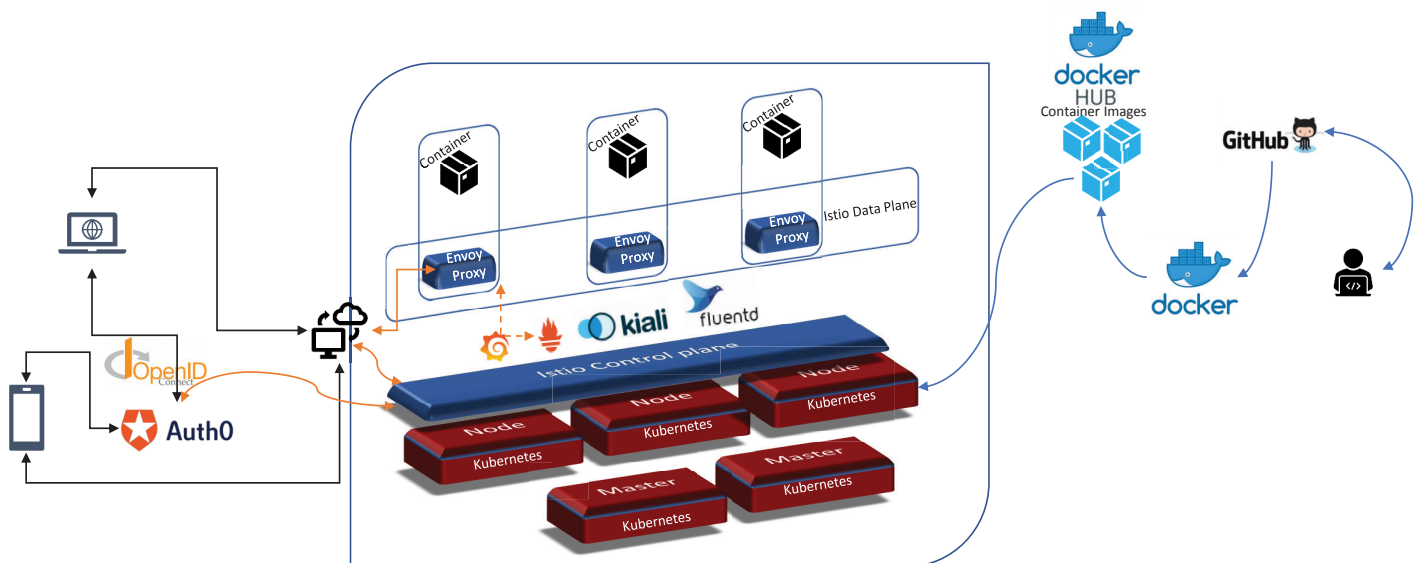 docker
HUB
Container Images
GitHub
docker
Container
Container
Container
Istio Data Plane
Envoy
Proxy
Envoy
Proxy
Envoy
Proxy
kiali
fluentd
Istio Control plane
Node
Kubernetes
Node
Kubernetes
Node
Kubernetes
Master
Kubernetes
Master
Kubernetes
OpenID
Connect
Auth0